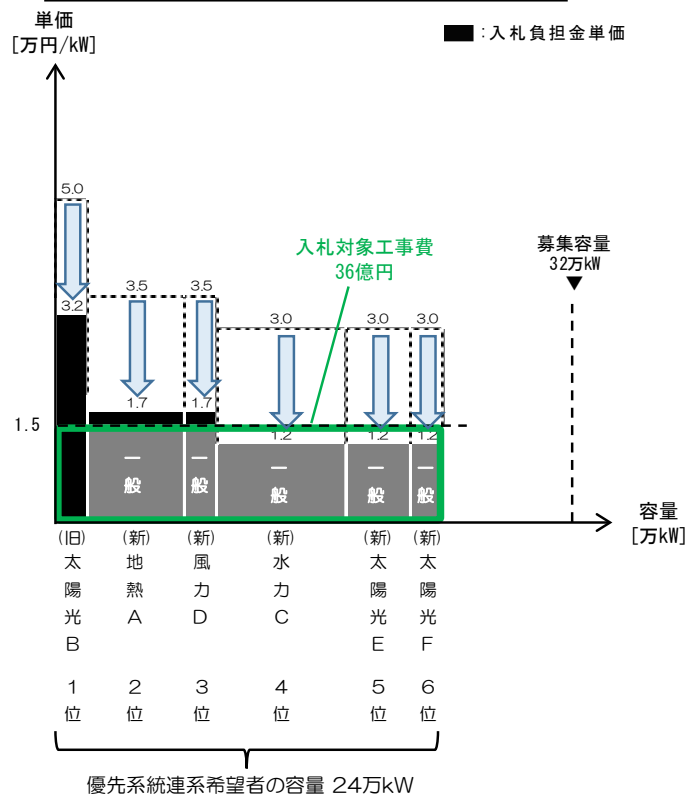 単価
[万円/kW]
■:入札負担金単価
5.0
3.2
3.5
3.5
3.0
3.0
3.0
1.7
1.7
1.2
1.2
1.2
入札対象工事費
36億円
募集容量
32万kW
▼
1.5
一般
一般
一般
一般
一般
容量
[万kW]
(旧)太陽光B
(新)地熱A
(新)風力D
(新)水力C
(新)太陽光E
(新)太陽光F
1位
2位
3位
4位
5位
6位
優先系統連系希望者の容量 24万kW